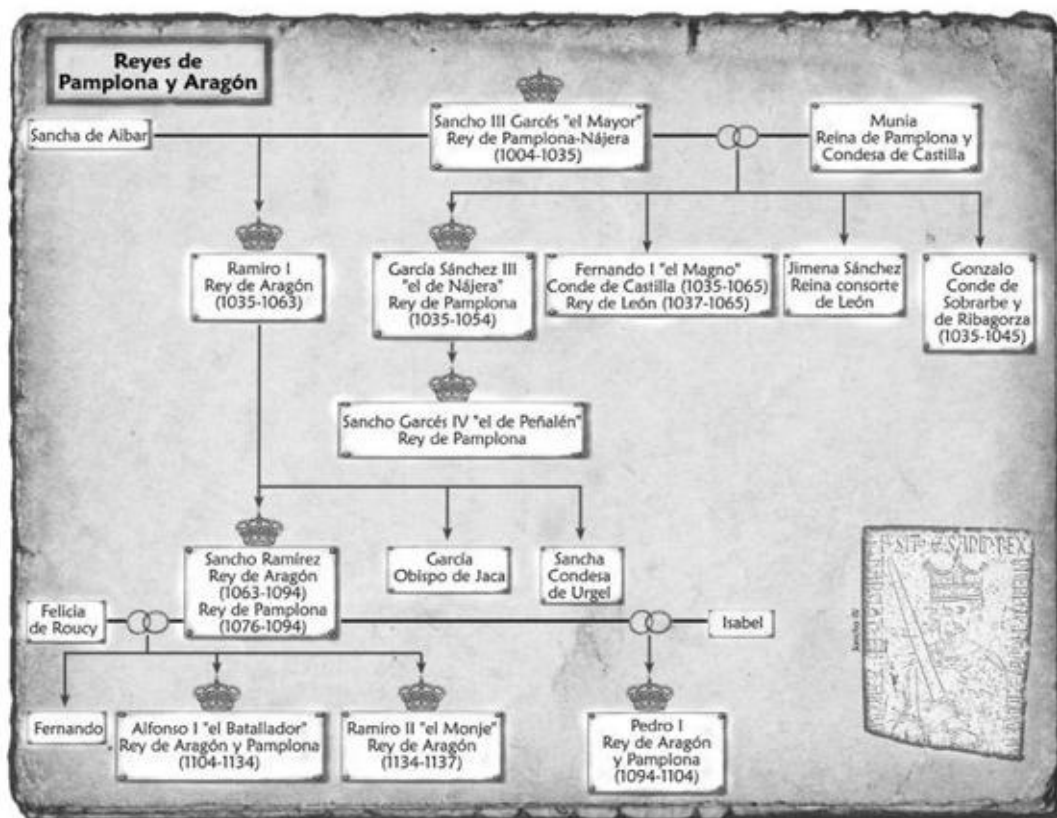 Reyes de
Pamplona y Aragón
Sancha de Aibar
Sancho III Garcés "el Mayor"
Rey de Pamplona-Nájera
(1004-1035)
Munia
Reina de Pamplona y
Condesa de Castilla
Ramiro I
Rey de Aragón
(1035-1063)
García Sánchez III
"el de Nájera"
Rey de Pamplona
(1035-1054)
Fernando I "el Magno"
Conde de Castilla (1035-1065)
Rey de León (1037-1065)
Jimena Sánchez
Reina consorte
de León
Gonzalo
Conde de
Sobrarbe y
de Ribagorza
(1035-1045)
Sancho Garcés IV "el de Peñalén"
Rey de Pamplona
Sancho Ramírez
Rey de Aragón
(1063-1094)
Rey de Pamplona
(1076-1094)
García
Obispo de Jaca
Sancha
Condesa
de Urgel
Felicia
de Roucy
Isabel
Fernando
Alfonso I "el Batallador"
Rey de Aragón y Pamplona
(1104-1134)
Ramiro II "el Monje"
Rey de Aragón
(1134-1137)
Pedro I
Rey de Aragón
y Pamplona
(1094-1104)